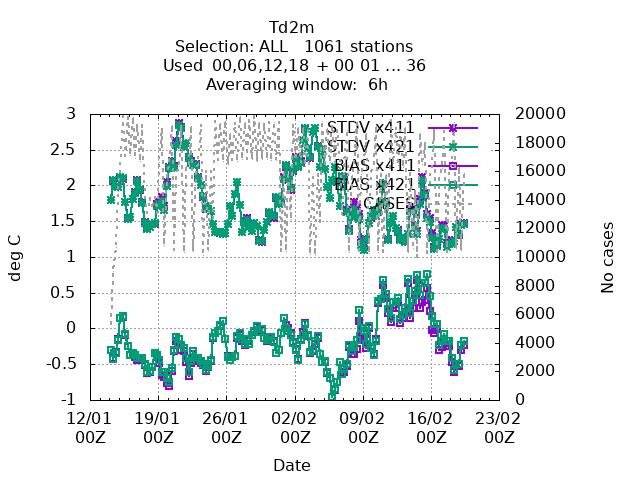 Td2m
Selection: ALL   1061 stations
Used  00,06,12,18  + 00 01 ... 36
Averaging window:  6h
STDV x411
STDV x421
BIAS x411
BIAS x421
CASES
3
2.5
2
1.5
1
0.5
0
-0.5
-1
deg C
20000
18000
16000
14000
12000
10000
8000
6000
4000
2000
0
No cases
12/01 19/01 26/01 02/02 09/02 16/02 23/02
00Z 00Z 00Z 00Z 00Z 00Z 00Z
Date